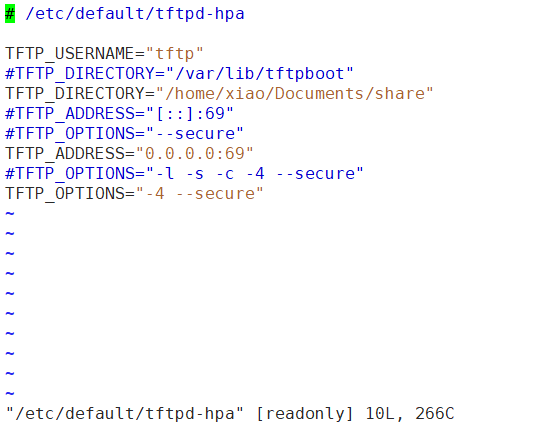 # /etc/default/tftpd-hpa

TFTP_USERNAME="tftp"
#TFTP_DIRECTORY="/var/lib/tftpboot"
TFTP_DIRECTORY="/home/xiao/Documents/share"
#TFTP_ADDRESS="[::]:69"
#TFTP_OPTIONS="--secure"
TFTP_ADDRESS="0.0.0.0:69"
#TFTP_OPTIONS="-l -s -c -4 --secure"
TFTP_OPTIONS="-4 --secure"
~
~
~
~
~
~
~
~
~
~
"/etc/default/tftpd-hpa" [readonly] 10L, 266C